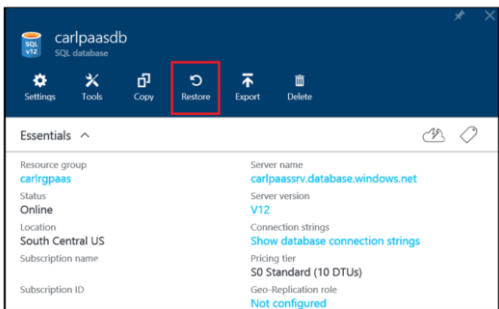 carlpaasdb
SQL database
SQL
v12
Settings Tools Copy Restore Export Delete
Essentials
Resource group
carlrgpaas
Status
Online
Location
South Central US
Subscription name
Subscription ID
Server name
carlpaassrv.database.windows.net
Server version
V12
Connection strings
Show database connection strings
Pricing tier
S0 Standard (10 DTUs)
Geo-Replication role
Not configured